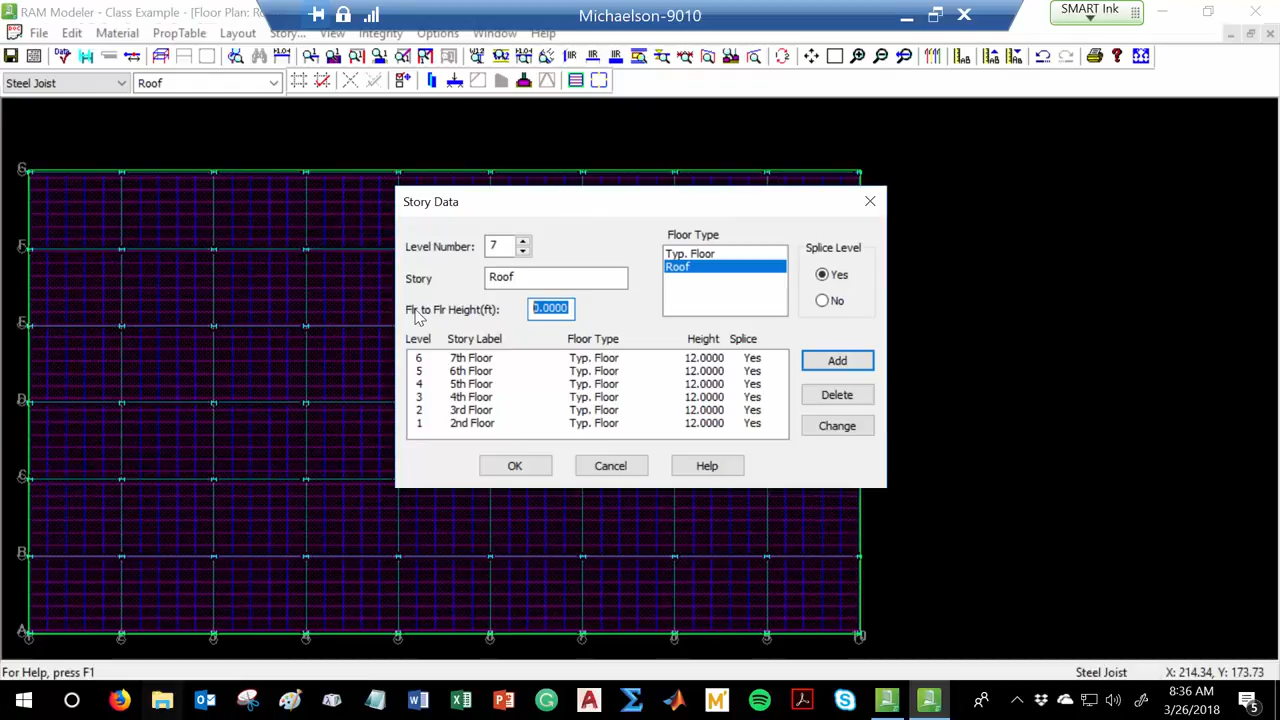 RAM Modeler - Class Example - [Floor Plan: Ro
Michaelson-9010
SMART Ink
File Edit Material PropTable Layout Story... View Integrity Options Window Help
Steel Joist Roof
Story Data
Level Number: 7
Story Roof
Flr to Flr Height(ft): 0.0000
Floor Type
Typ. Floor
Roof
Splice Level
Yes
No
Level Story Label Floor Type Height Splice
6 7th Floor Typ. Floor 12.0000 Yes
5 6th Floor Typ. Floor 12.0000 Yes
4 5th Floor Typ. Floor 12.0000 Yes
3 4th Floor Typ. Floor 12.0000 Yes
2 3rd Floor Typ. Floor 12.0000 Yes
1 2nd Floor Typ. Floor 12.0000 Yes
Add
Delete
Change
OK Cancel Help
For Help, press F1 Steel Joist X: 214.34, Y: 173.73
8:36 AM
3/26/2018
5